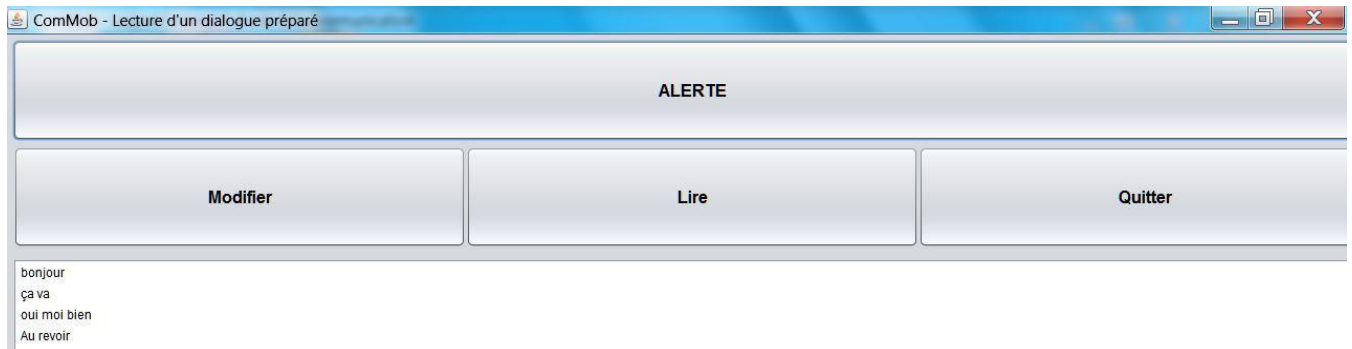 ComMob - Lecture d'un dialogue préparé
ALERTE
Modifier Lire Quitter
bonjour
ça va
oui moi bien
Au revoir